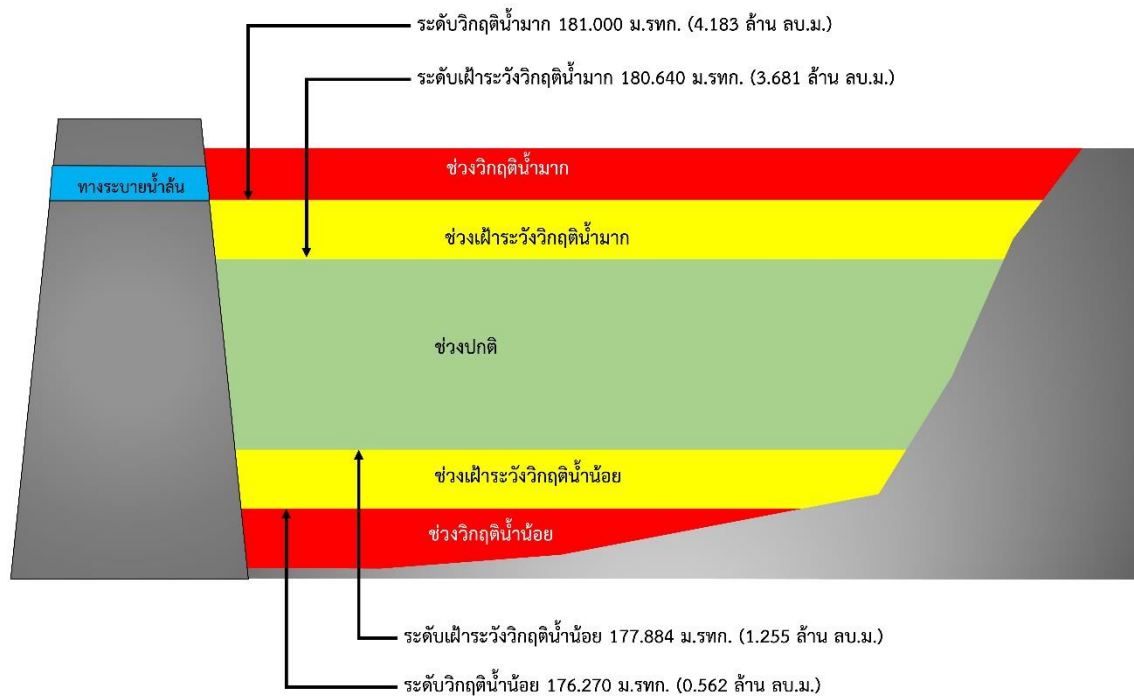 ระดับวิกฤติน้ำมาก 181.000 ม.รทก. (4.183 ล้าน ลบ.ม.)
ระดับเฝ้าระวังวิกฤติน้ำมาก 180.640 ม.รทก. (3.681 ล้าน ลบ.ม.)
ช่วงวิกฤติน้ำมาก
ทางระบายน้ำล้น
ช่วงเฝ้าระวังวิกฤติน้ำมาก
ช่วงปกติ
ช่วงเฝ้าระวังวิกฤติน้ำน้อย
ช่วงวิกฤติน้ำน้อย
ระดับเฝ้าระวังวิกฤติน้ำน้อย 177.884 ม.รทก. (1.255 ล้าน ลบ.ม.)
ระดับวิกฤติน้ำน้อย 176.270 ม.รทก. (0.562 ล้าน ลบ.ม.)